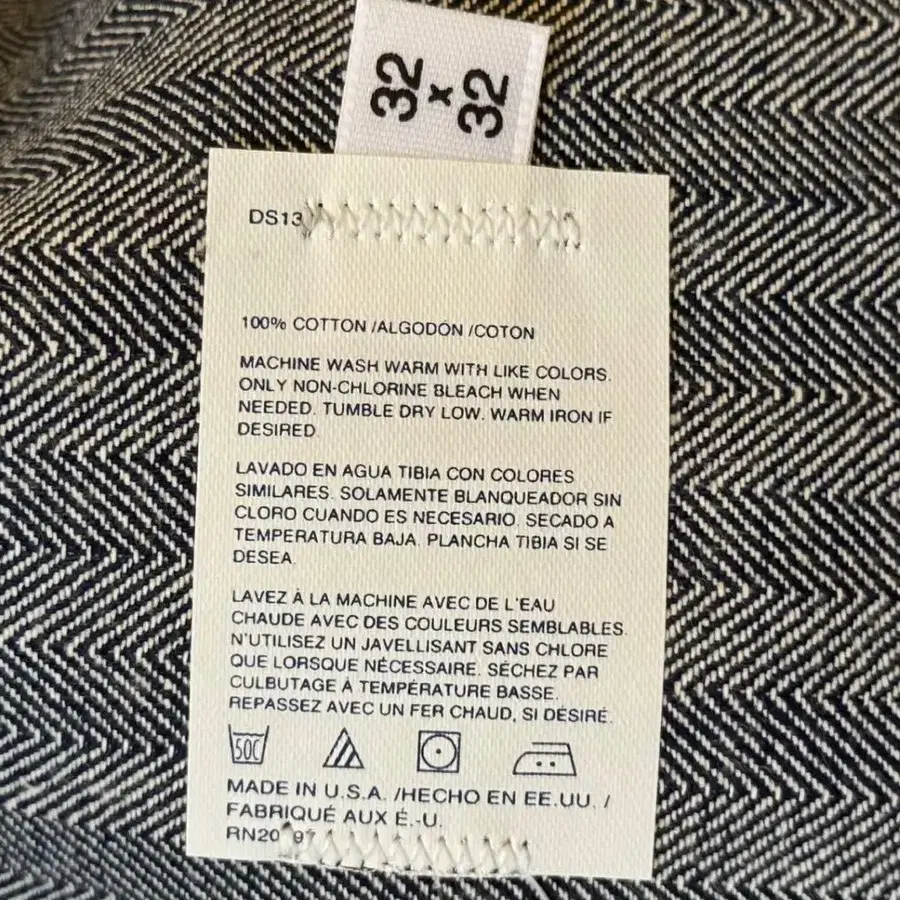 32
x
32
DS13
100% COTTON /ALGODÓN /COTON
MACHINE WASH WARM WITH LIKE COLORS.
ONLY NON-CHLORINE BLEACH WHEN
NEEDED. TUMBLE DRY LOW. WARM IRON IF
DESIRED.
LAVADO EN AGUA TIBIA CON COLORES
SIMILARES. SOLAMENTE BLANQUEADOR SIN
CLORO CUANDO ES NECESARIO. SECADO A
TEMPERATURA BAJA. PLANCHA TIBIA SI SE
DESEA.
LAVEZ À LA MACHINE AVEC DE L'EAU
CHAUDE AVEC DES COULEURS SEMBLABLES.
N'UTILISEZ UN JAVELLISANT SANS CHLORE
QUE LORSQUE NÉCESSAIRE. SÉCHEZ PAR
CULBUTAGE À TEMPÉRATURE BASSE.
REPASSEZ AVEC UN FER CHAUD, SI DÉSIRÉ.
50C
MADE IN U.S.A. /HECHO EN EE.UU. /
FABRIQUÉ AUX É.-U.